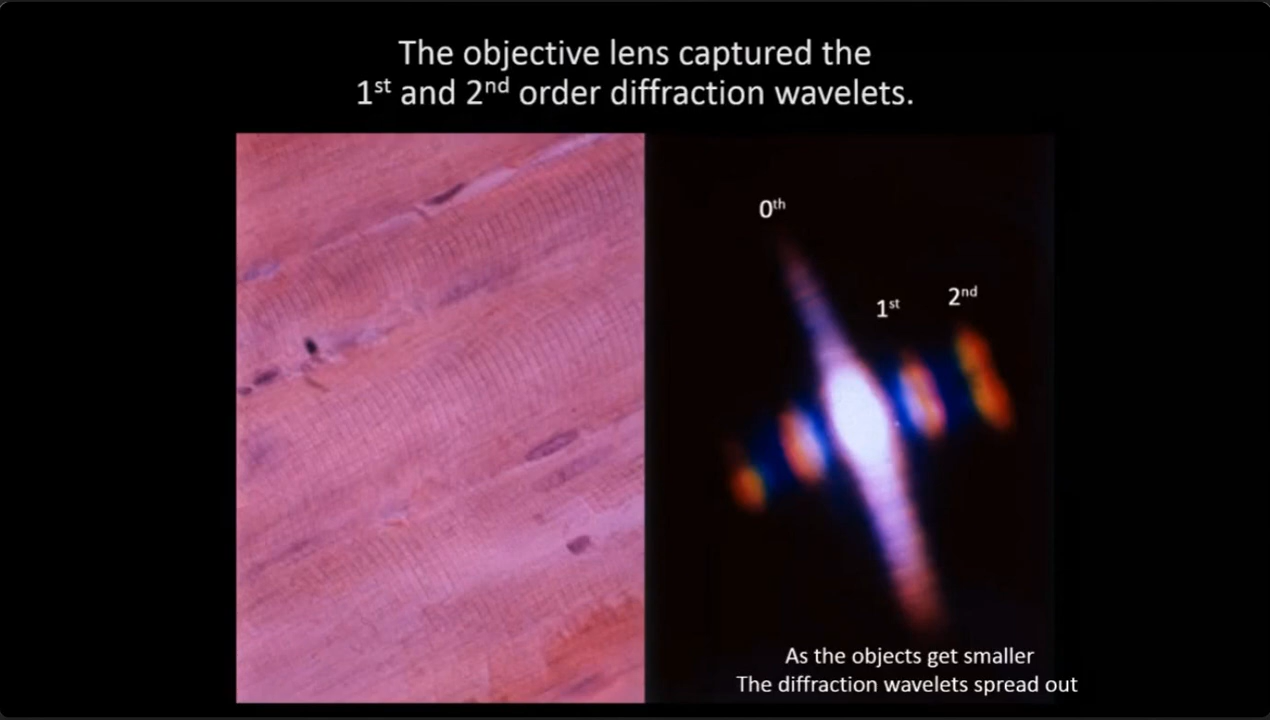 The objective lens captured the
1st and 2nd order diffraction wavelets.
0th
1st
2nd
As the objects get smaller
The diffraction wavelets spread out